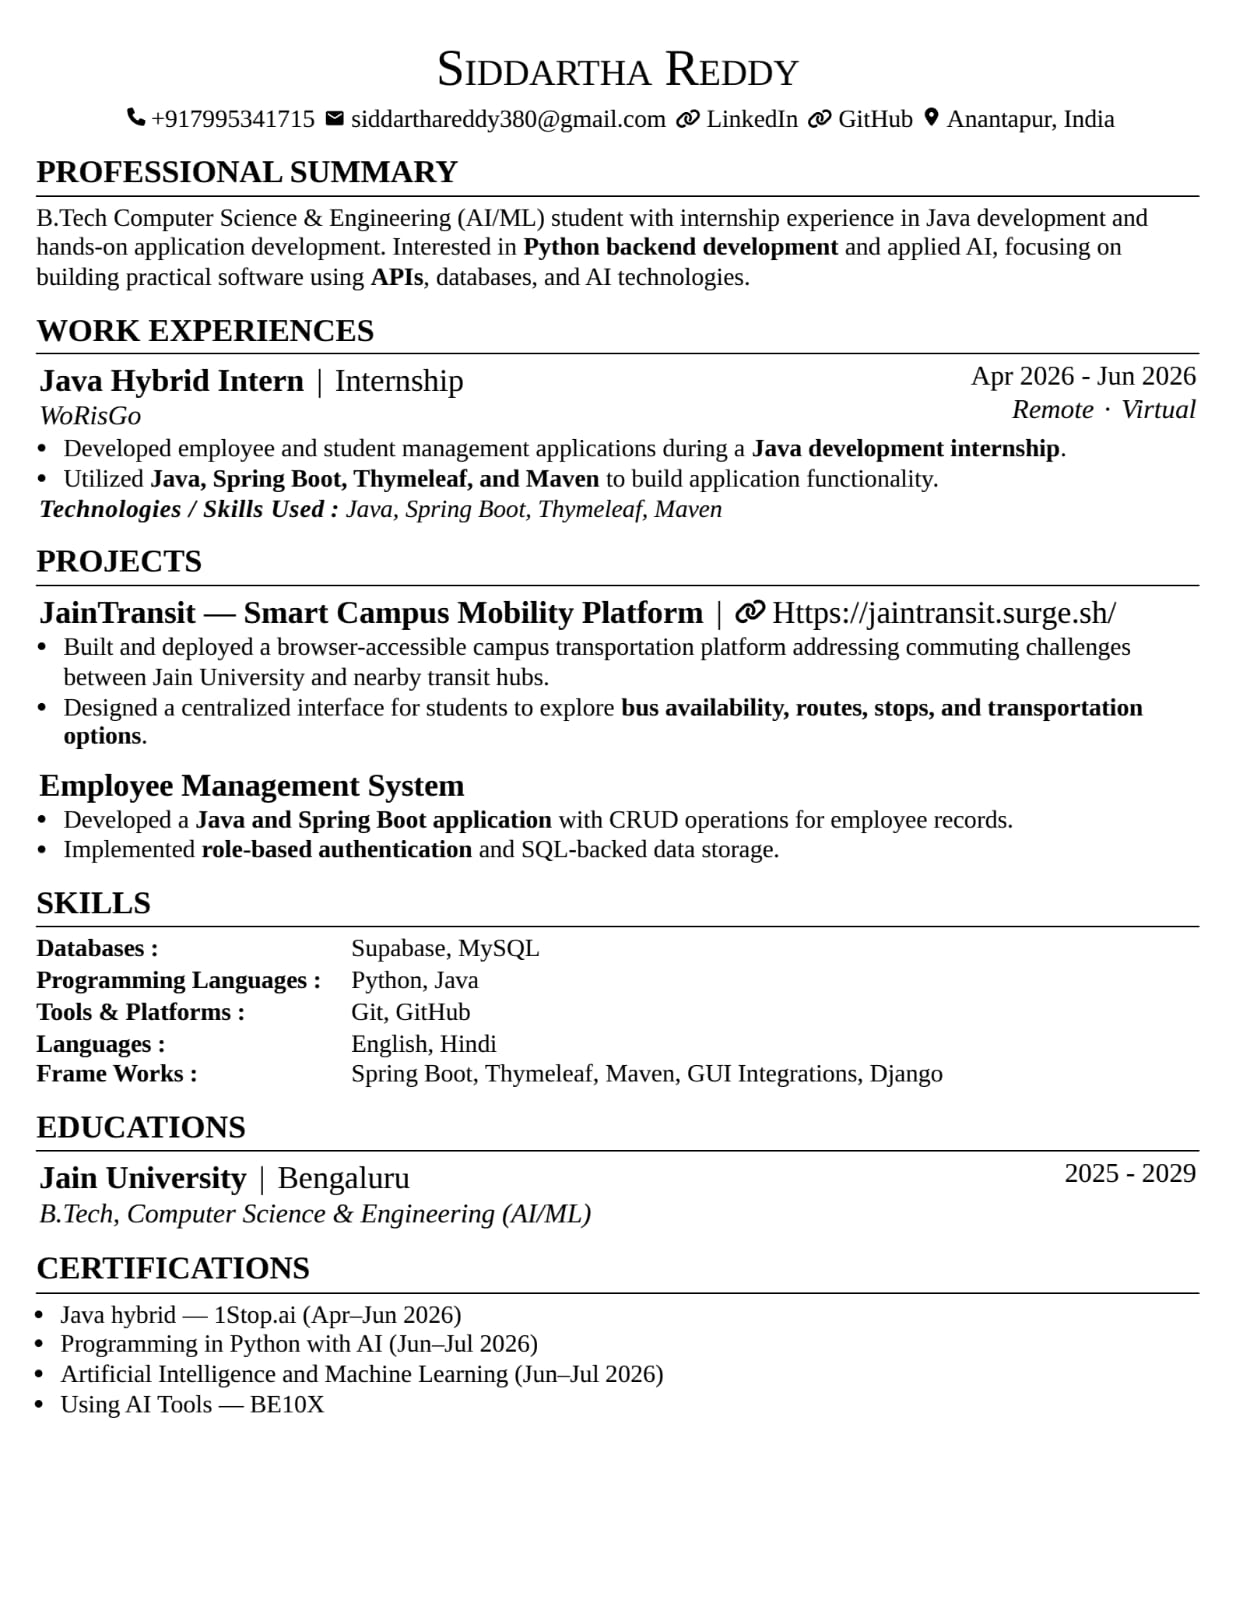 Siddartha Reddy
+917995341715 siddarthareddy380@gmail.com LinkedIn GitHub Anantapur, India
PROFESSIONAL SUMMARY
B.Tech Computer Science & Engineering (AI/ML) student with internship experience in Java development and
hands-on application development. Interested in Python backend development and applied AI, focusing on
building practical software using APIs, databases, and AI technologies.
WORK EXPERIENCES
Java Hybrid Intern | Internship Apr 2026 - Jun 2026
WoRisGo Remote · Virtual
• Developed employee and student management applications during a Java development internship.
• Utilized Java, Spring Boot, Thymeleaf, and Maven to build application functionality.
Technologies / Skills Used : Java, Spring Boot, Thymeleaf, Maven
PROJECTS
JainTransit — Smart Campus Mobility Platform | Https://jaintransit.surge.sh/
• Built and deployed a browser-accessible campus transportation platform addressing commuting challenges
between Jain University and nearby transit hubs.
• Designed a centralized interface for students to explore bus availability, routes, stops, and transportation
options.
Employee Management System
• Developed a Java and Spring Boot application with CRUD operations for employee records.
• Implemented role-based authentication and SQL-backed data storage.
SKILLS
Databases : Supabase, MySQL
Programming Languages : Python, Java
Tools & Platforms : Git, GitHub
Languages : English, Hindi
Frame Works : Spring Boot, Thymeleaf, Maven, GUI Integrations, Django
EDUCATIONS
Jain University | Bengaluru 2025 - 2029
B.Tech, Computer Science & Engineering (AI/ML)
CERTIFICATIONS
• Java hybrid — 1Stop.ai (Apr–Jun 2026)
• Programming in Python with AI (Jun–Jul 2026)
• Artificial Intelligence and Machine Learning (Jun–Jul 2026)
• Using AI Tools — BE10X